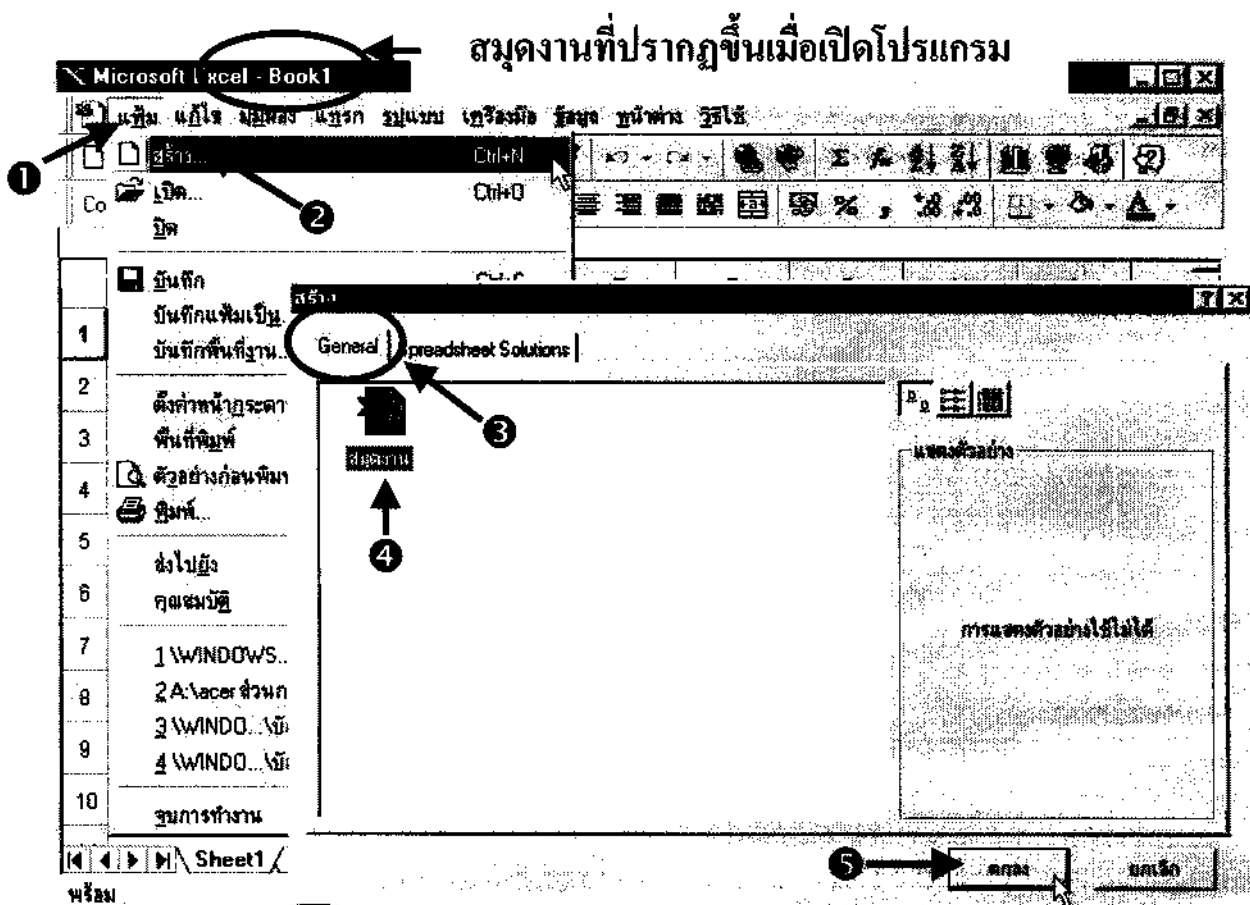 สมุดงานที่ปรากฏขึ้นเมื่อเปิดโปรแกรม
Microsoft Excel - Book1
แฟ้ม แก้ไข มุมมอง แทรก รูปแบบ เครื่องมือ ข้อมูล หน้าต่าง วิธีใช้
❶
สร้าง... Ctrl+N
❷
Co
เปิด... Ctrl+O
ปิด
บันทึก
บันทึกแฟ้มเป็น
บันทึกพื้นที่งาน...
ตั้งค่าหน้ากระดา
พื้นที่พิมพ์
ตัวอย่างก่อนพิม
พิมพ์...
ส่งไปยัง
คุณสมบัติ
1 \WINDOWS..
2 A:\acer ส่วนก
3 \WINDO...\บั
4 \WINDO...\บั
จบการทำงาน
1
2
3
4
5
6
7
8
9
10
สร้าง
General
Spreadsheet Solutions
❸
สมุดงาน
❹
แสดงตัวอย่าง
การแสดงตัวอย่างใช้ไม่ได้
❺
ตกลง
ยกเลิก
Sheet1
พร้อม